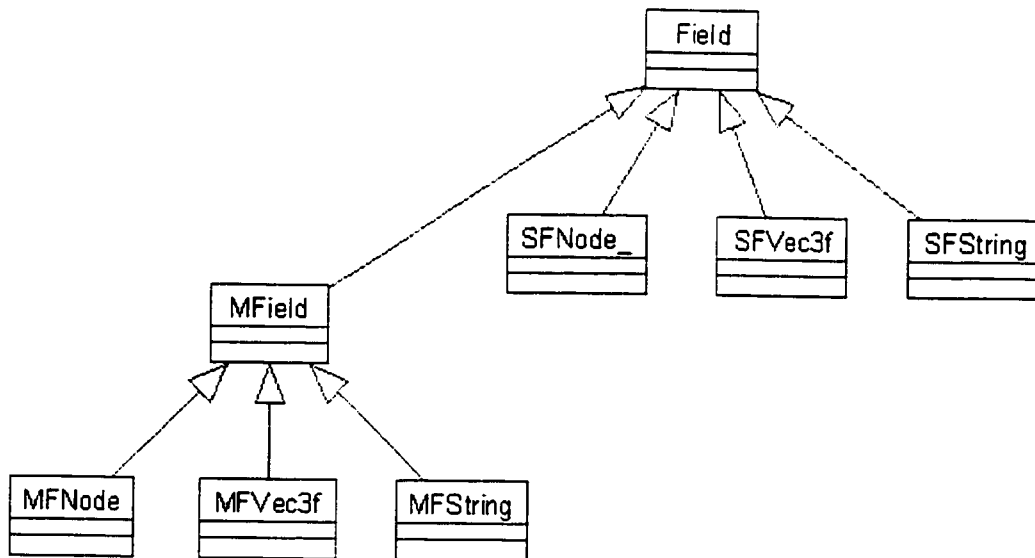 Field
SFNode_
SFVec3f
SFString
MField
MFNode
MFVec3f
MFString